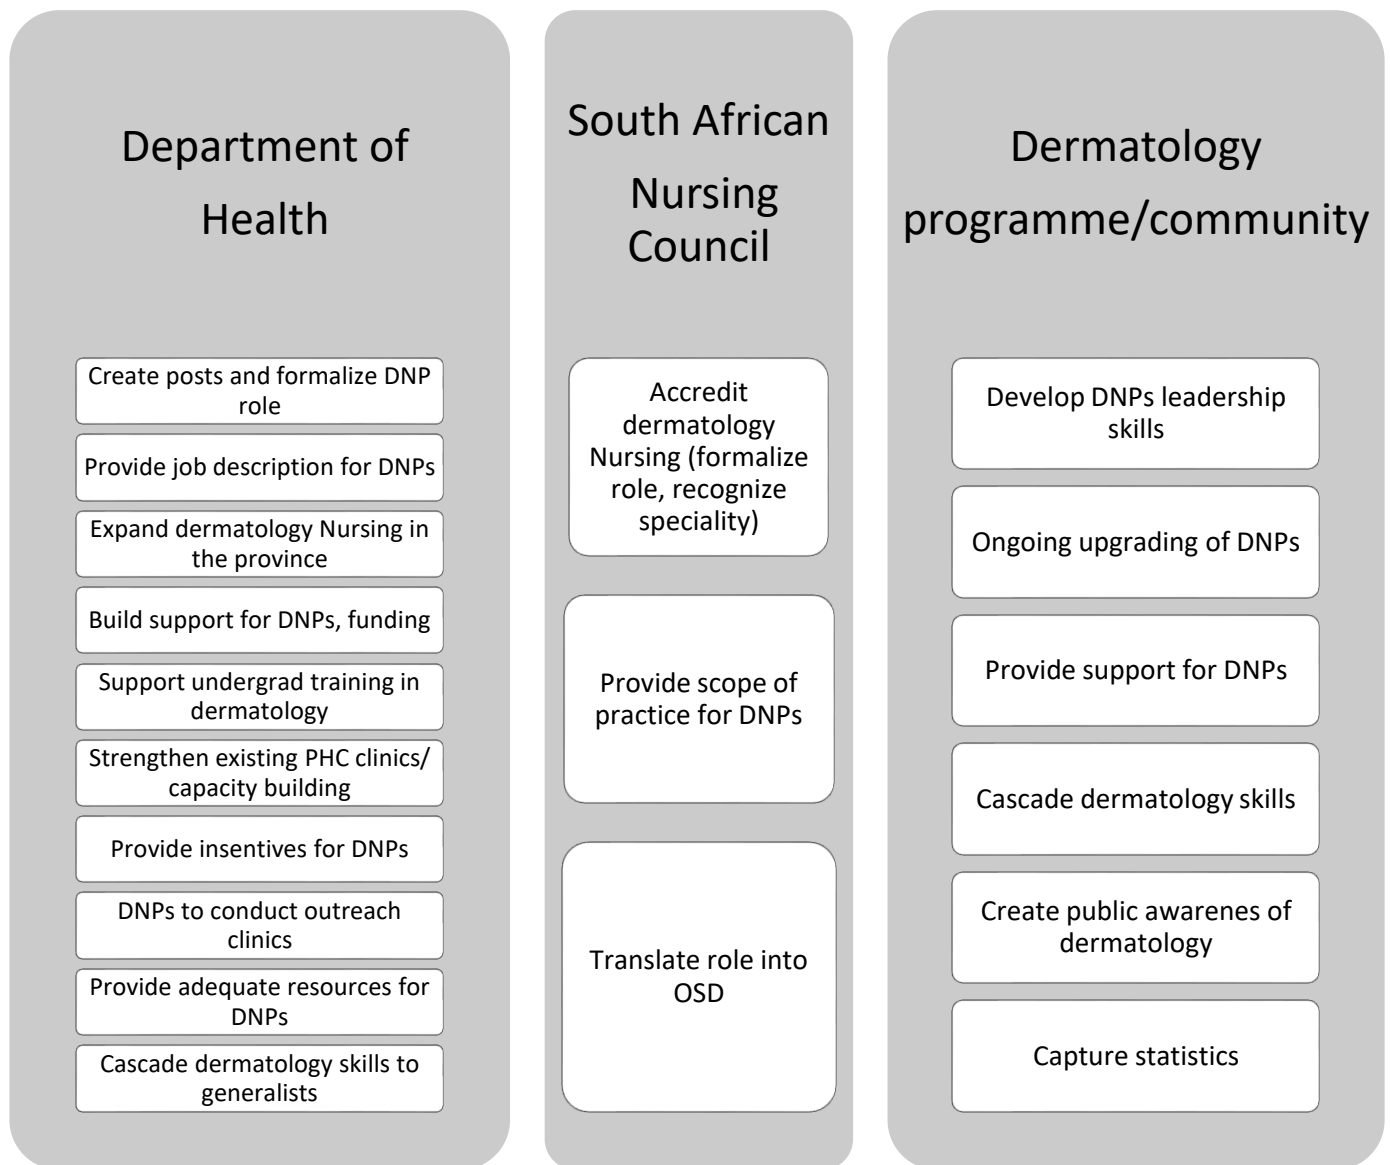 Department of
Health
Create posts and formalize DNP
role
Provide job description for DNPs
Expand dermatology Nursing in
the province
Build support for DNPs, funding
Support undergrad training in
dermatology
Strengthen existing PHC clinics/
capacity building
Provide insentives for DNPs
DNPs to conduct outreach
clinics
Provide adequate resources for
DNPs
Cascade dermatology skills to
generalists
South African
Nursing
Council
Accredit
dermatology
Nursing (formalize
role, recognize
speciality)
Provide scope of
practice for DNPs
Translate role into
OSD
Dermatology
programme/community
Develop DNPs leadership
skills
Ongoing upgrading of DNPs
Provide support for DNPs
Cascade dermatology skills
Create public awarenes of
dermatology
Capture statistics